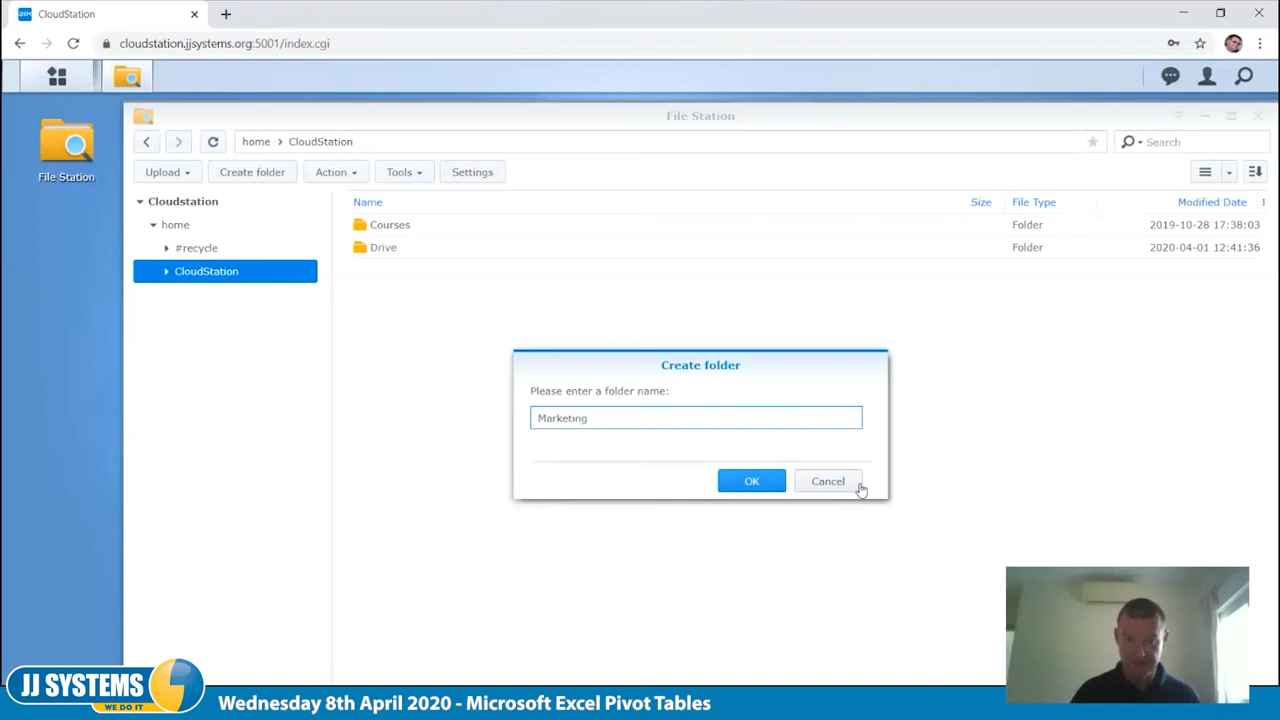 CloudStation
cloudstation.jjsystems.org:5001/index.cgi
File Station
File Station
home > CloudStation
Search
Upload
Create folder
Action
Tools
Settings
Cloudstation
home
#recycle
CloudStation
Name Size File Type Modified Date
Courses Folder 2019-10-28 17:38:03
Drive Folder 2020-04-01 12:41:36
Create folder
Please enter a folder name:
Marketing
OK
Cancel
JJ SYSTEMS
WE DO IT
Wednesday 8th April 2020 - Microsoft Excel Pivot Tables